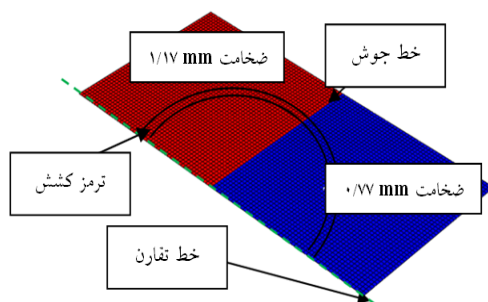 ضخامت ۱/۱۷ mm
خط جوش
ترمز کشش
ضخامت ۰/۷۷ mm
خط تقارن